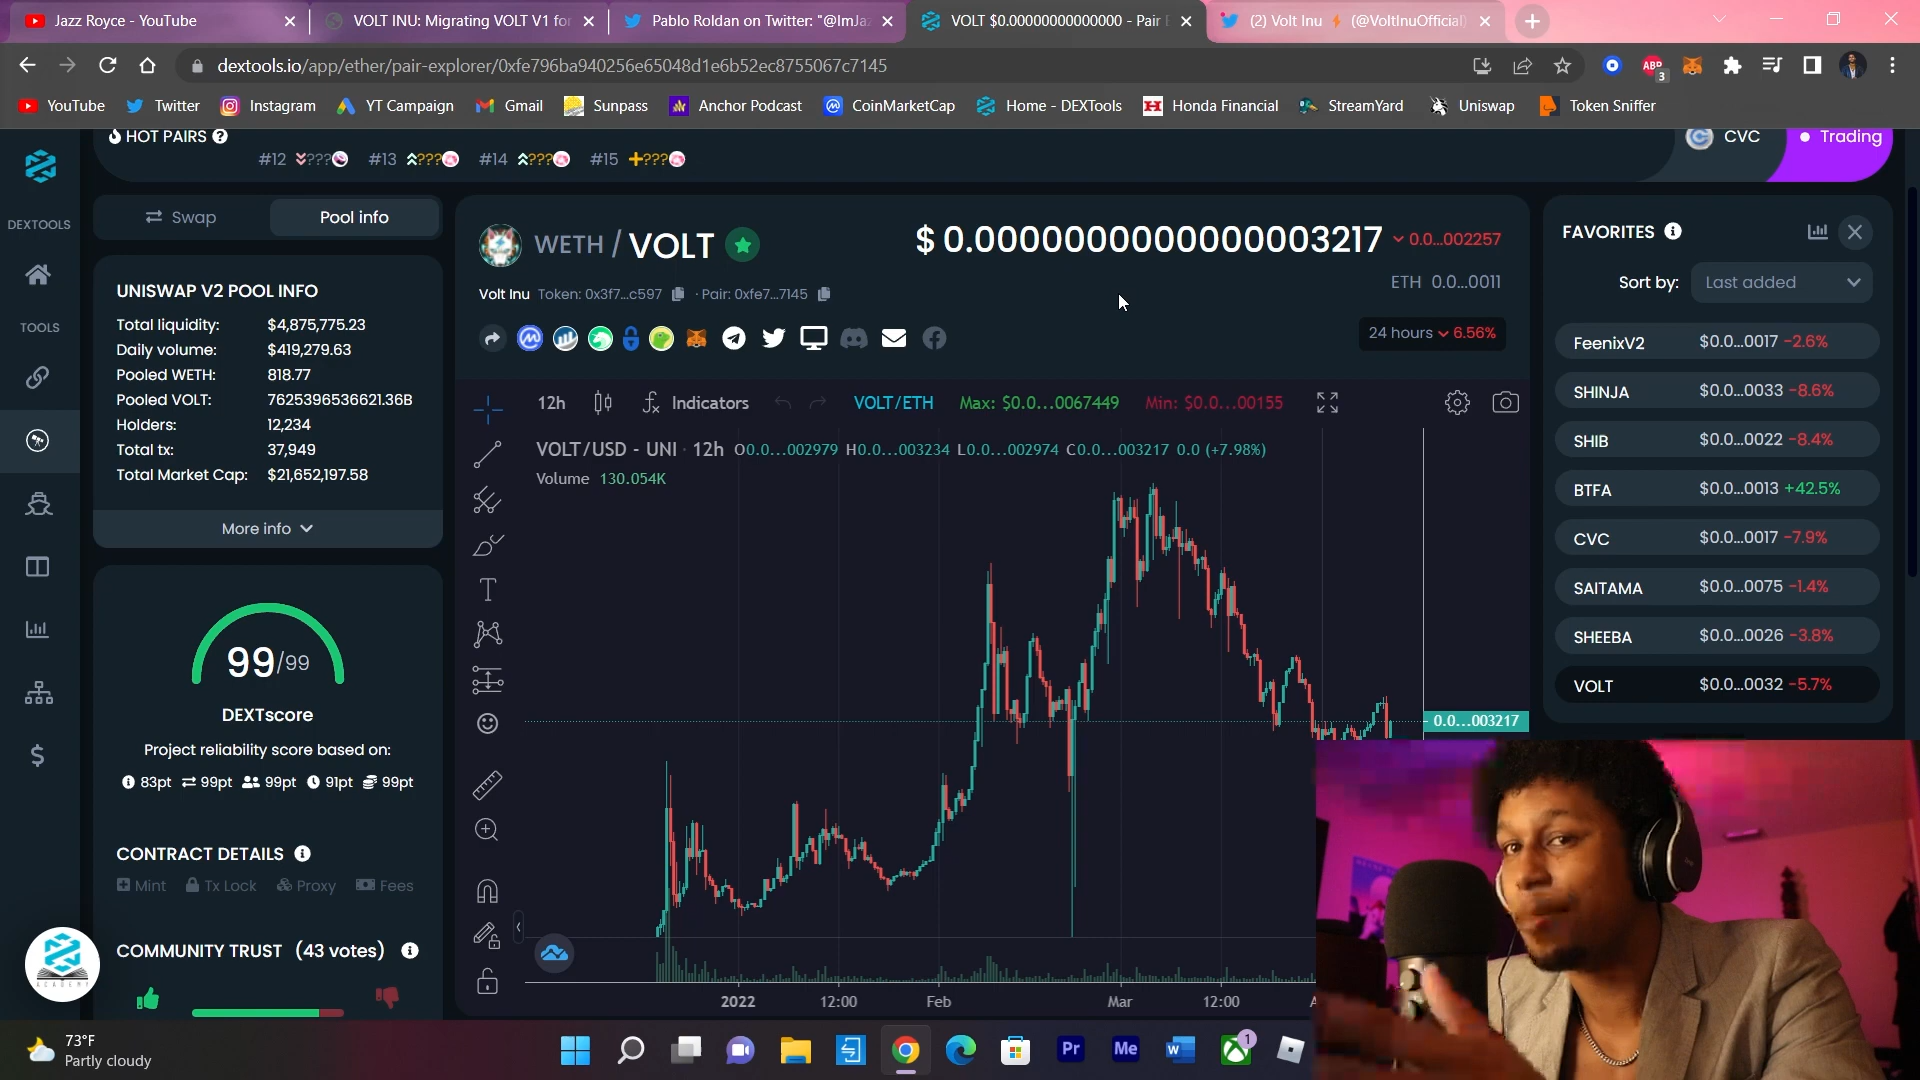 Jazz Royce - YouTube
VOLT INU: Migrating VOLT V1 for
Pablo Roldan on Twitter: "@ImJa
VOLT $0.00000000000000 - Pair E
(2) Volt Inu ⚡ (@VoltInuOfficial)
dextools.io/app/ether/pair-explorer/0xfe796ba940256e65048d1e6b52ec8755067c7145
ABP
3
YouTube
Twitter
Instagram
YT Campaign
Gmail
Sunpass
Anchor Podcast
CoinMarketCap
Home - DEXTools
Honda Financial
StreamYard
Uniswap
Token Sniffer
HOT PAIRS
#12 ???
#13 ???
#14 ???
#15 ???
CVC
Trading
DEXTOOLS
TOOLS
Swap
Pool info
UNISWAP V2 POOL INFO
Total liquidity: $4,875,775.23
Daily volume: $419,279.63
Pooled WETH: 818.77
Pooled VOLT: 7625396536621.36B
Holders: 12,234
Total tx: 37,949
Total Market Cap: $21,652,197.58
More info
99/99
DEXTscore
Project reliability score based on:
83pt 99pt 99pt 91pt 99pt
CONTRACT DETAILS
Mint Tx Lock Proxy Fees
COMMUNITY TRUST (43 votes)
ACADEMY
WETH / VOLT
$ 0.0000000000000003217
0.0...002257
ETH 0.0...0011
Volt Inu Token: 0x3f7...c597 · Pair: 0xfe7...7145
24 hours 6.56%
12h
Indicators
VOLT/ETH
Max: $0.0...0067449
Min: $0.0...00155
VOLT/USD - UNI · 12h O0.0...002979 H0.0...003234 L0.0...002974 C0.0...003217 0.0 (+7.98%)
Volume 130.054K
0.0...003217
2022
12:00
Feb
Mar
12:00
FAVORITES
Sort by: Last added
FeenixV2 $0.0...0017 -2.6%
SHINJA $0.0...0033 -8.6%
SHIB $0.0...0022 -8.4%
BTFA $0.0...0013 +42.5%
CVC $0.0...0017 -7.9%
SAITAMA $0.0...0075 -1.4%
SHEEBA $0.0...0026 -3.8%
VOLT $0.0...0032 -5.7%
73°F
Partly cloudy
Pr
Me
W
1